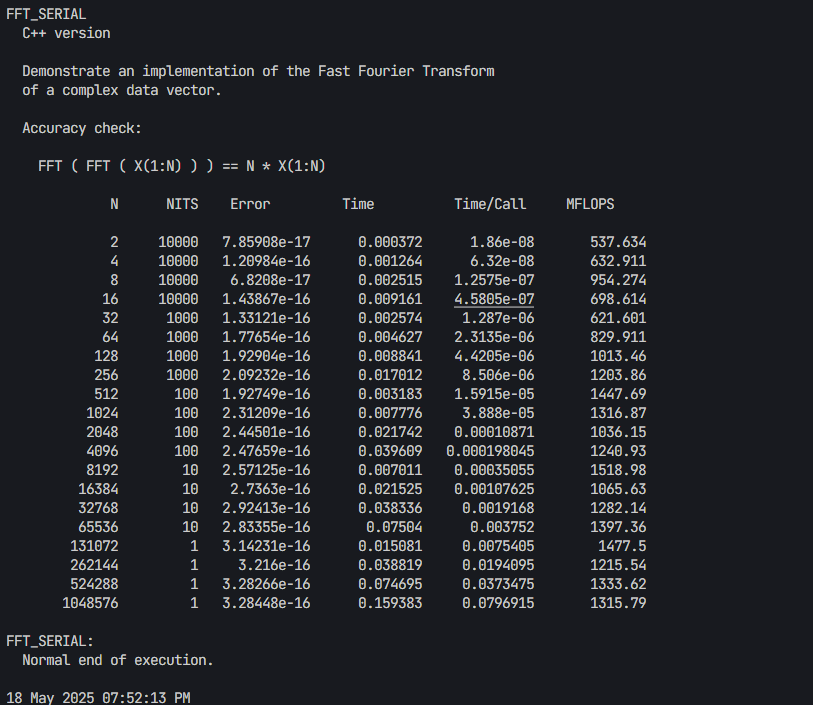 FFT_SERIAL
C++ version
Demonstrate an implementation of the Fast Fourier Transform
of a complex data vector.
Accuracy check:
FFT ( FFT ( X(1:N) ) ) == N * X(1:N)
N NITS Error Time Time/Call MFLOPS
2 10000 7.85908e-17 0.000372 1.86e-08 537.634
4 10000 1.20984e-16 0.001264 6.32e-08 632.911
8 10000 6.8208e-17 0.002515 1.2575e-07 954.274
16 10000 1.43867e-16 0.009161 4.5805e-07 698.614
32 1000 1.33121e-16 0.002574 1.287e-06 621.601
64 1000 1.77654e-16 0.004627 2.3135e-06 829.911
128 1000 1.92904e-16 0.008841 4.4205e-06 1013.46
256 1000 2.09232e-16 0.017012 8.506e-06 1203.86
512 100 1.92749e-16 0.003183 1.5915e-05 1447.69
1024 100 2.31209e-16 0.007776 3.888e-05 1316.87
2048 100 2.44501e-16 0.021742 0.00010871 1036.15
4096 100 2.47659e-16 0.039609 0.000198045 1240.93
8192 10 2.57125e-16 0.007011 0.00035055 1518.98
16384 10 2.7363e-16 0.021525 0.00107625 1065.63
32768 10 2.92413e-16 0.038336 0.0019168 1282.14
65536 10 2.83355e-16 0.07504 0.003752 1397.36
131072 1 3.14231e-16 0.015081 0.0075405 1477.5
262144 1 3.216e-16 0.038819 0.0194095 1215.54
524288 1 3.28266e-16 0.074695 0.0373475 1333.62
1048576 1 3.28448e-16 0.159383 0.0796915 1315.79
FFT_SERIAL:
Normal end of execution.
18 May 2025 07:52:13 PM